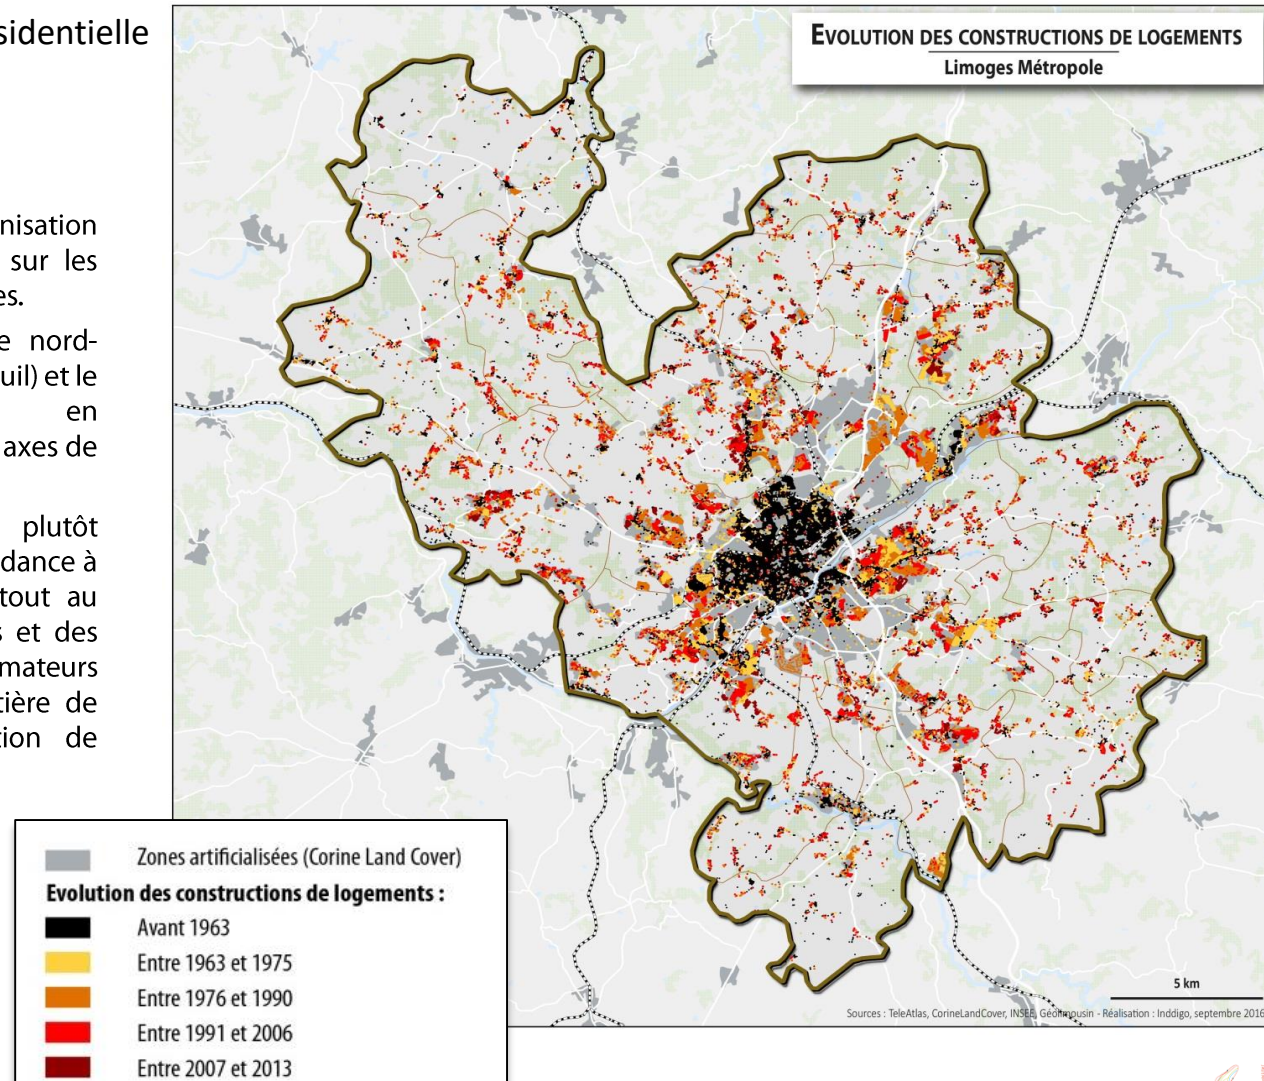 sidentielle
nisation
sur les
es.
e nord-
uil) et le
en
axes de
plutôt
dance à
tout au
s et des
mateurs
tière de
tion de
EVOLUTION DES CONSTRUCTIONS DE LOGEMENTS
Limoges Métropole
5 km
Sources : TeleAtlas, CorineLandCover, INSEE, Géolimousin - Réalisation : Inddigo, septembre 2016
Zones artificialisées (Corine Land Cover)
Evolution des constructions de logements :
Avant 1963
Entre 1963 et 1975
Entre 1976 et 1990
Entre 1991 et 2006
Entre 2007 et 2013